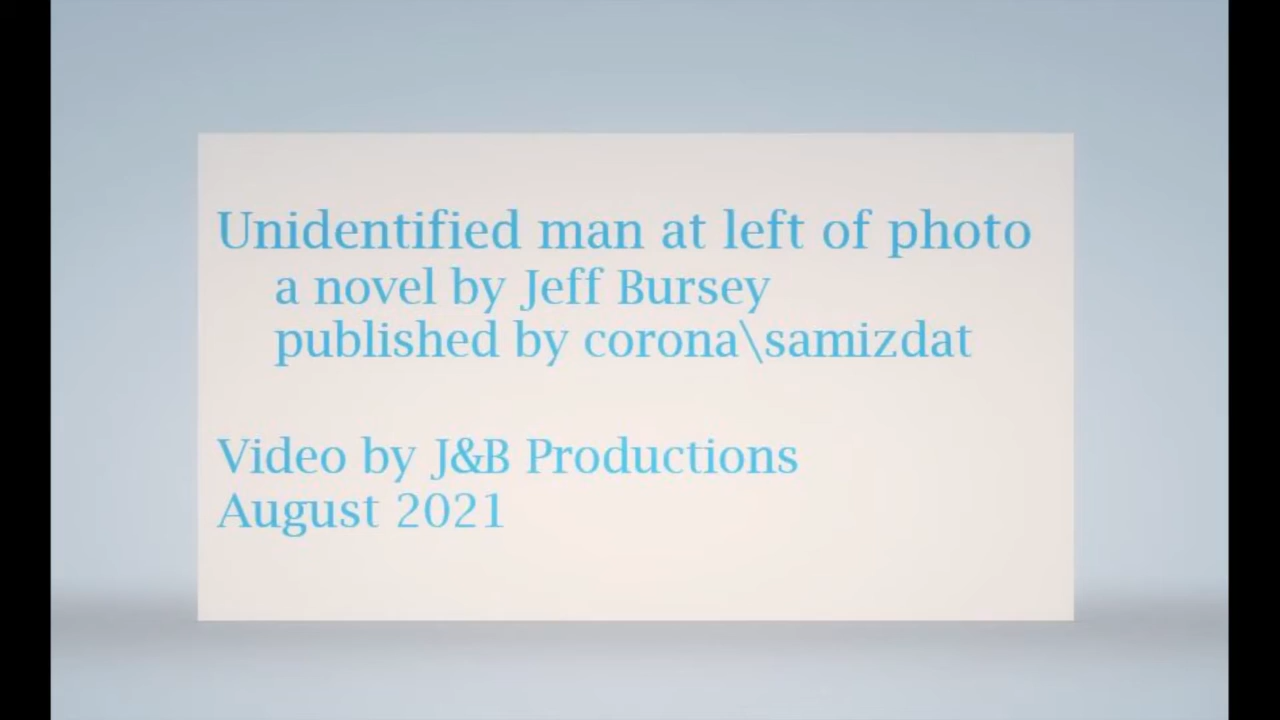 Unidentified man at left of photo
a novel by Jeff Bursey
published by corona\samizdat
Video by J&B Productions
August 2021